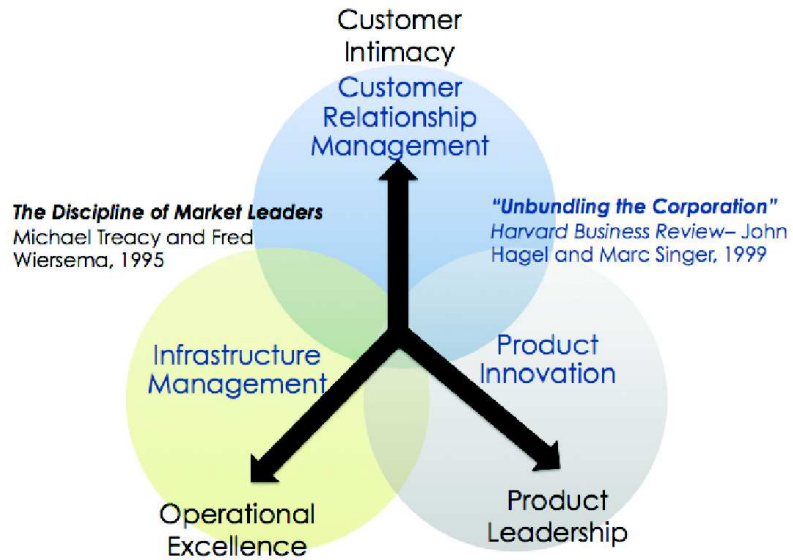 Customer
Intimacy
Customer
Relationship
Management
The Discipline of Market Leaders
Michael Treacy and Fred
Wiersema, 1995
“Unbundling the Corporation”
Harvard Business Review– John
Hagel and Marc Singer, 1999
Infrastructure
Management
Product
Innovation
Operational
Excellence
Product
Leadership